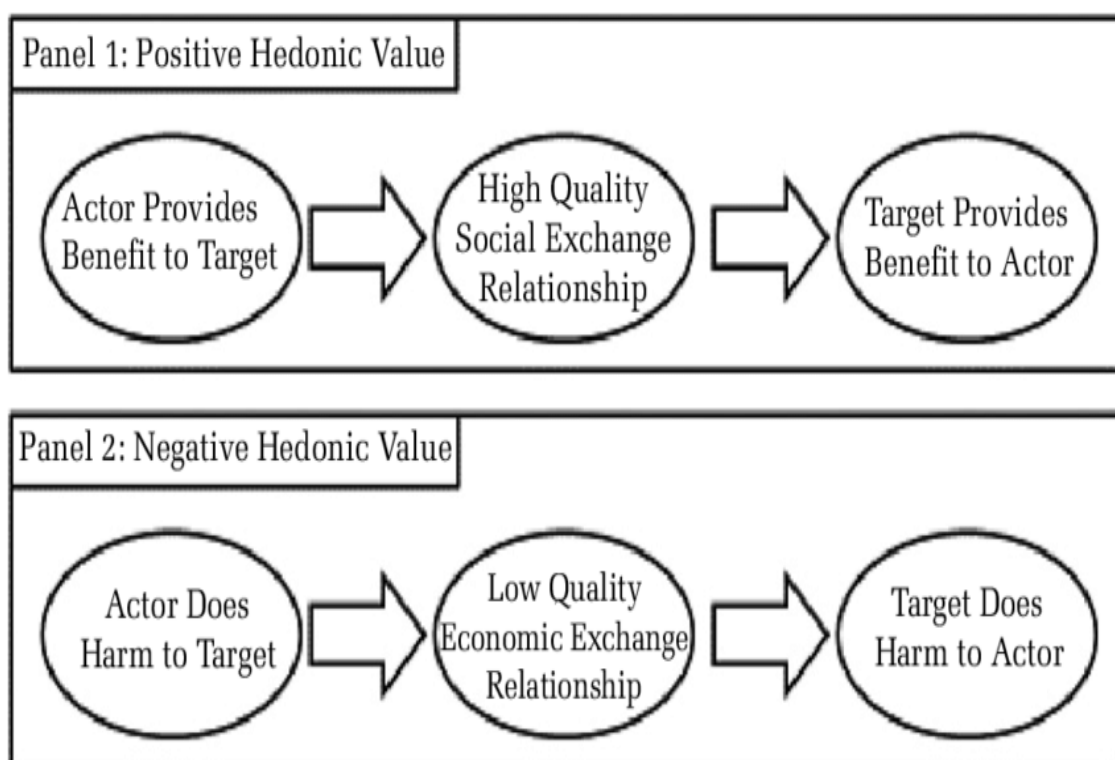 Panel 1: Positive Hedonic Value
Actor Provides
Benefit to Target
High Quality
Social Exchange
Relationship
Target Provides
Benefit to Actor
Panel 2: Negative Hedonic Value
Actor Does
Harm to Target
Low Quality
Economic Exchange
Relationship
Target Does
Harm to Actor